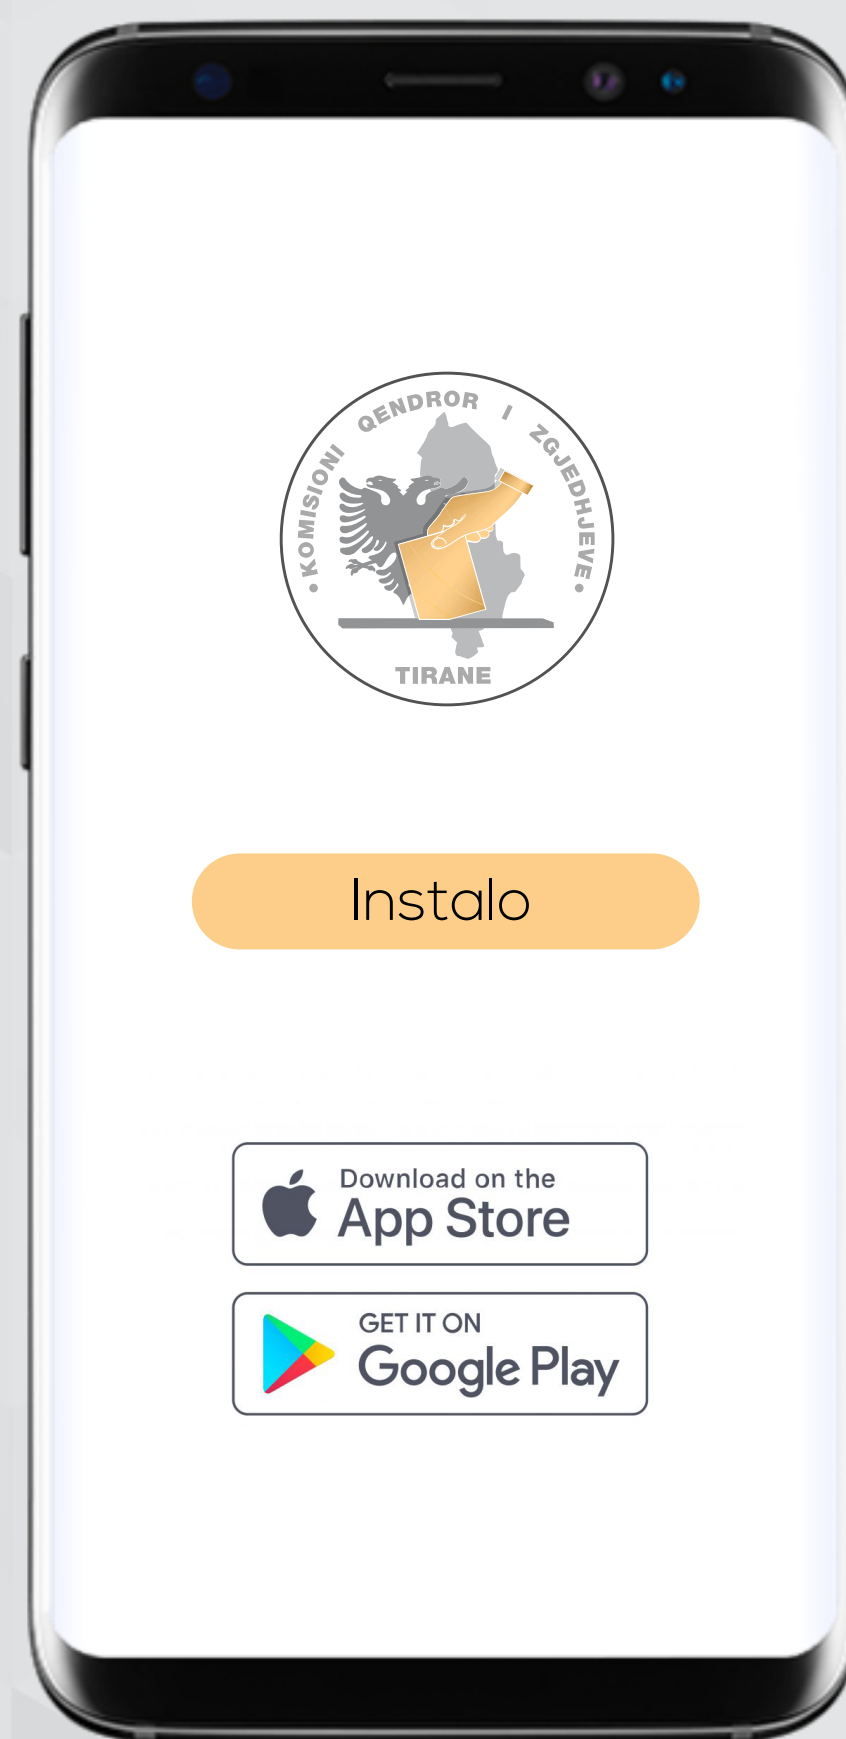 •KOMISIONI QENDROR I ZGJEDHJEVE•
TIRANE
Instalo
Download on the
App Store
GET IT ON
Google Play